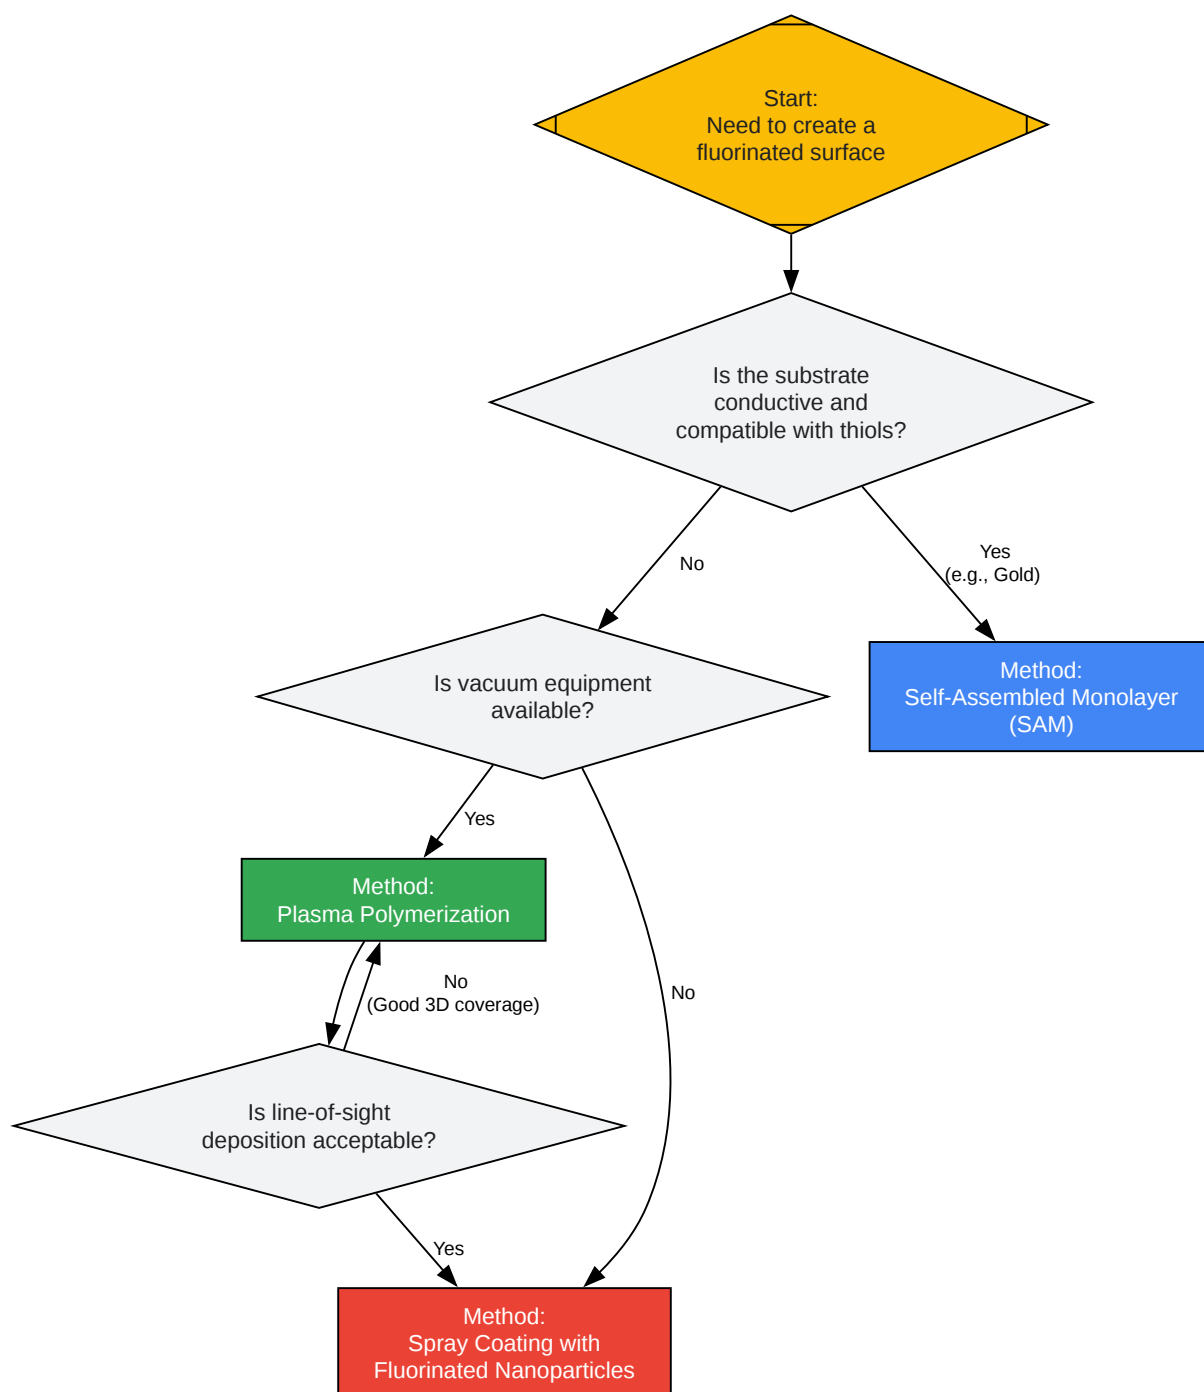 Start:
Need to create a
fluorinated surface
Is the substrate
conductive and
compatible with thiols?
No
Yes
(e.g., Gold)
Is vacuum equipment
available?
Method:
Self-Assembled Monolayer
(SAM)
Yes
Method:
Plasma Polymerization
No
(Good 3D coverage)
No
Is line-of-sight
deposition acceptable?
Yes
Method:
Spray Coating with
Fluorinated Nanoparticles